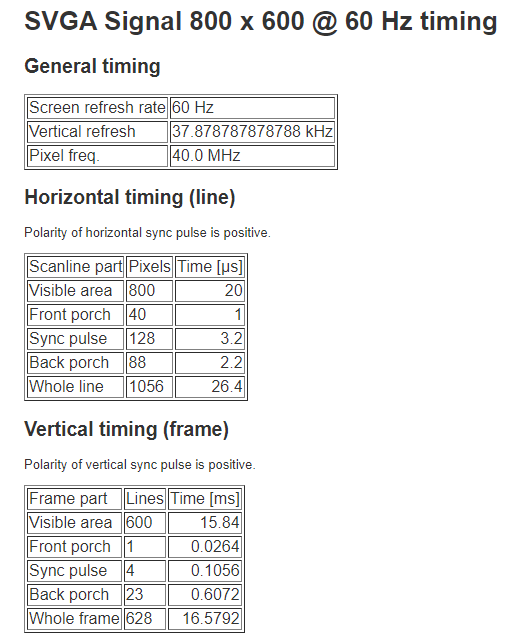 SVGA Signal 800 x 600 @ 60 Hz timing
General timing
Screen refresh rate 60 Hz
Vertical refresh 37.878787878788 kHz
Pixel freq. 40.0 MHz
Horizontal timing (line)
Polarity of horizontal sync pulse is positive.
Scanline part Pixels Time [µs]
Visible area 800 20
Front porch 40 1
Sync pulse 128 3.2
Back porch 88 2.2
Whole line 1056 26.4
Vertical timing (frame)
Polarity of vertical sync pulse is positive.
Frame part Lines Time [ms]
Visible area 600 15.84
Front porch 1 0.0264
Sync pulse 4 0.1056
Back porch 23 0.6072
Whole frame 628 16.5792